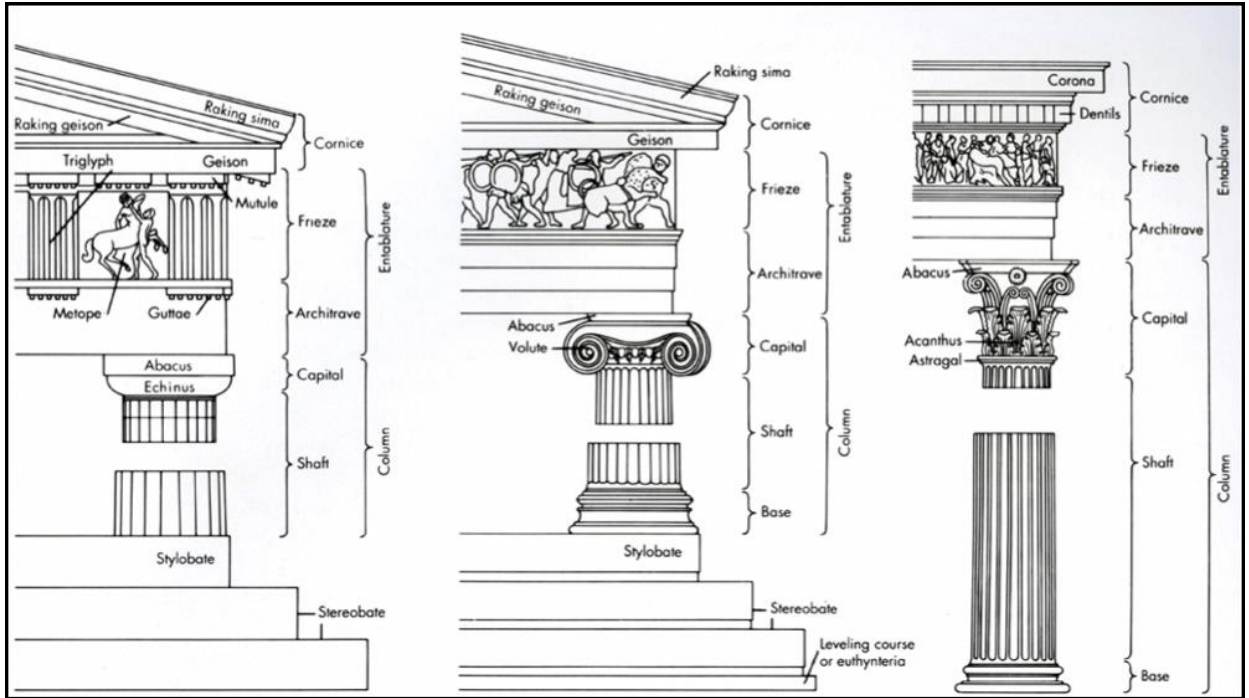 Raking sima
Raking geison
Cornice
Triglyph
Geison
Mutule
Frieze
Entablature
Metope
Guttae
Architrave
Abacus
Capital
Echinus
Column
Shaft
Stylobate
Stereobate
Raking sima
Raking geison
Cornice
Geison
Frieze
Entablature
Architrave
Abacus
Volute
Capital
Shaft
Column
Base
Stylobate
Stereobate
Leveling course
or euthynteria
Corona
Cornice
Dentils
Frieze
Entablature
Architrave
Abacus
Capital
Acanthus
Astragal
Shaft
Column
Base